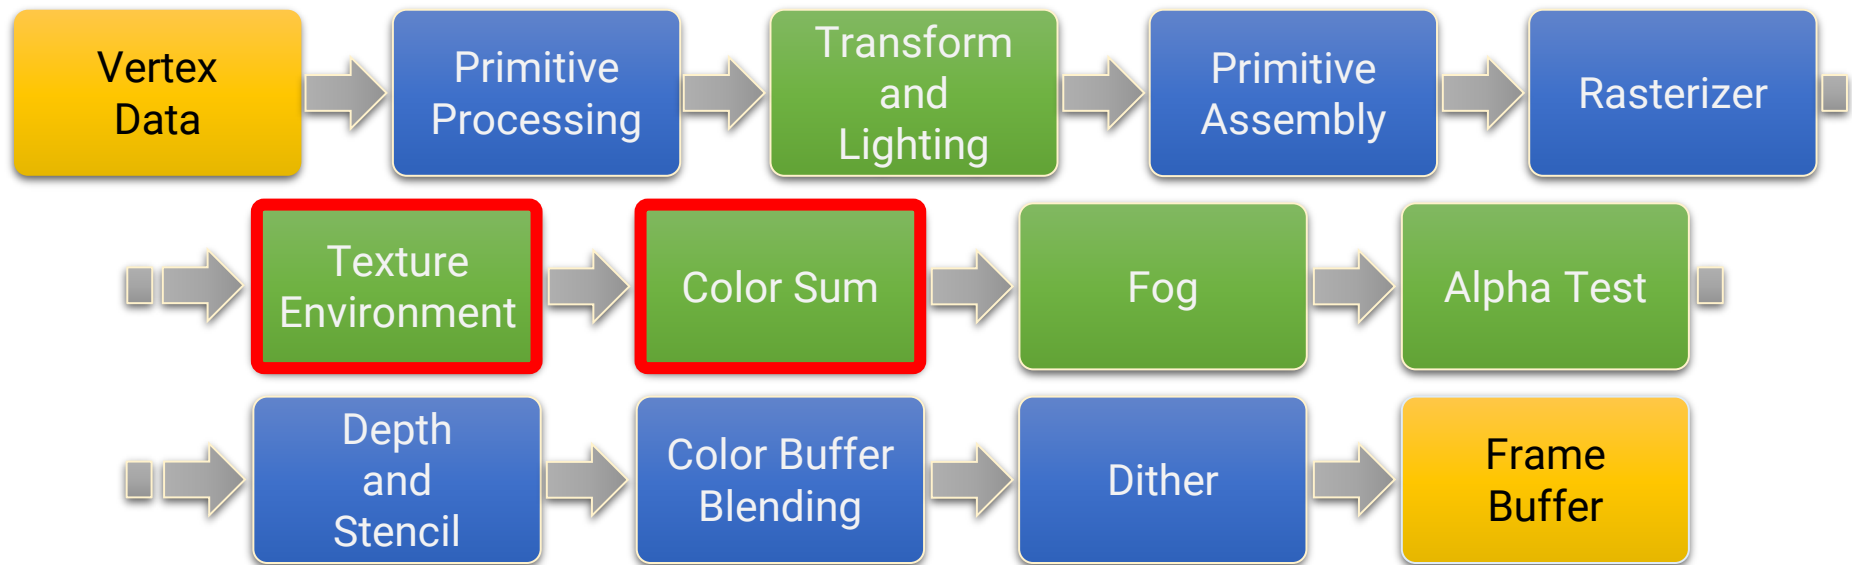 Vertex
Data
Primitive
Processing
Transform
and
Lighting
Primitive
Assembly
Rasterizer
Texture
Environment
Color Sum
Fog
Alpha Test
Depth
and
Stencil
Color Buffer
Blending
Dither
Frame
Buffer